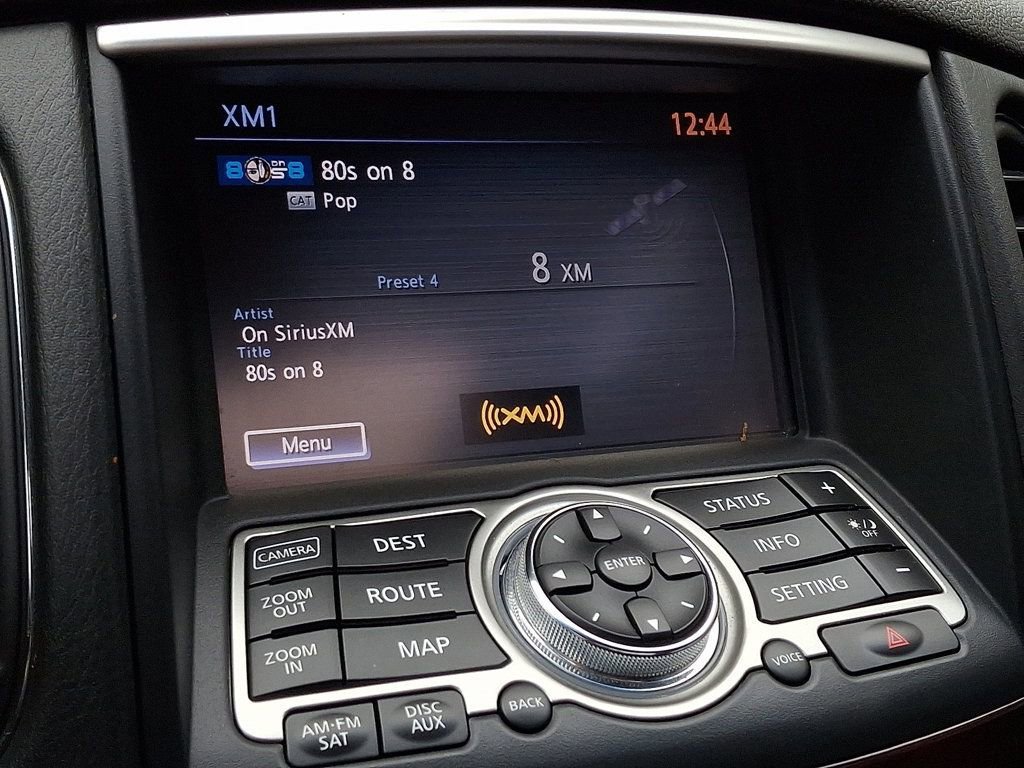 XM1
12:44
8 on 8
80s on 8
CAT Pop
Preset 4
8 XM
Artist
On SiriusXM
Title
80s on 8
XM
Menu
CAMERA
DEST
ZOOM
OUT
ROUTE
ZOOM
IN
MAP
AM·FM
SAT
DISC
AUX
BACK
ENTER
VOICE
STATUS
+
INFO
OFF
SETTING
−